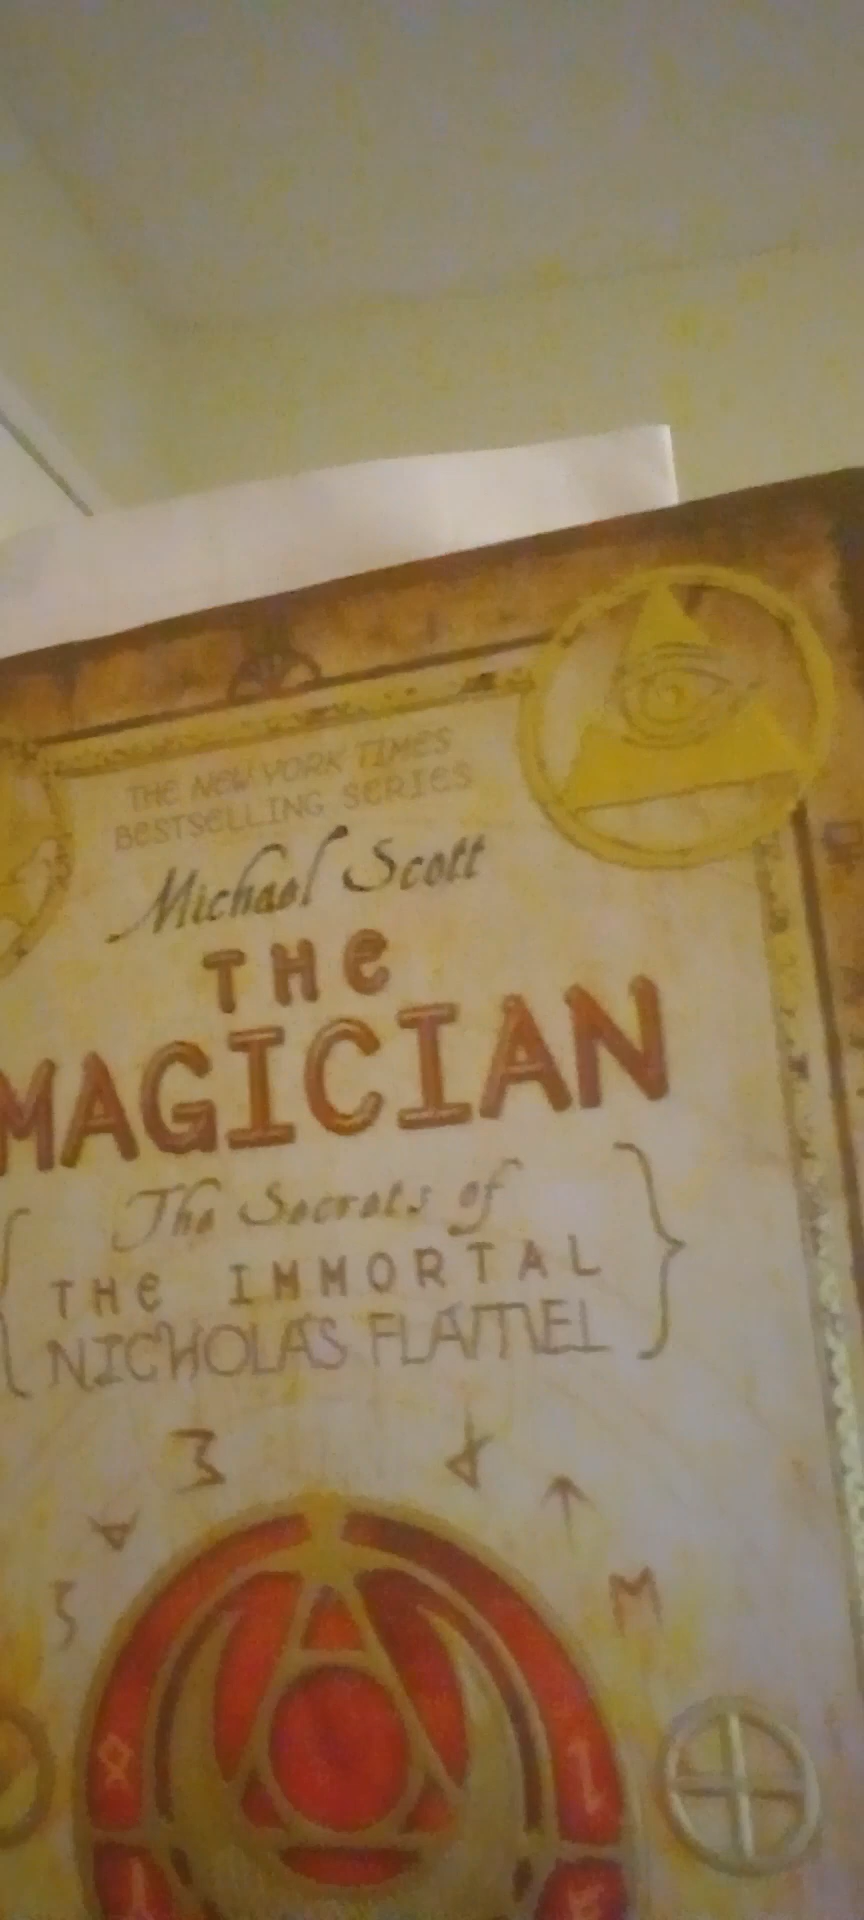 THE NEW YORK TIMES
BESTSELLING SERIES
Michael Scott
THE
MAGICIAN
The Secrets of
THE IMMORTAL
NICHOLAS FLAMEL